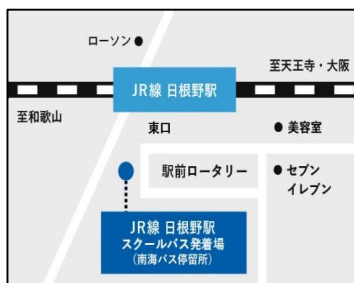 ローソン
至天王寺・大阪
JR線 日根野駅
至和歌山
東口
美容室
駅前ロータリー
セブン
イレブン
JR線 日根野駅
スクールバス発着場
(南海バス停留所)